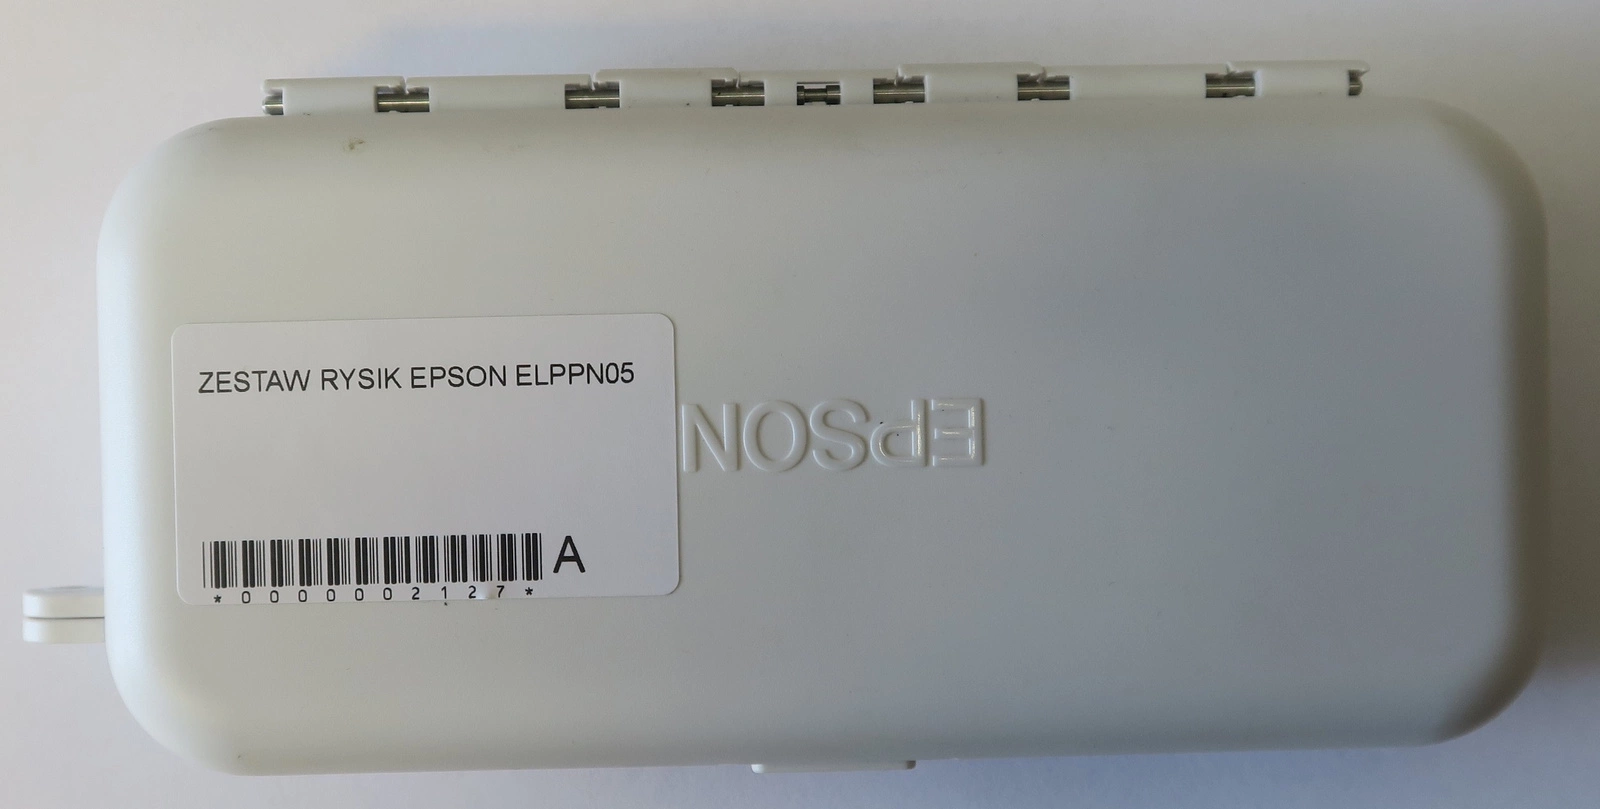 ZESTAW RYSIK EPSON ELPPN05
EPSON
A
*0000002127*